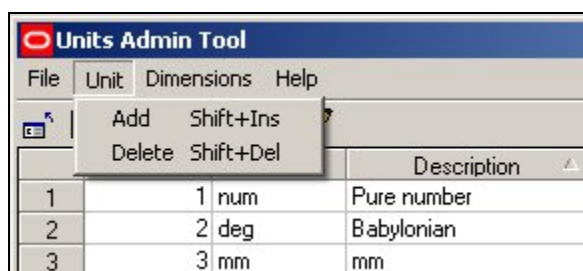 Units Admin Tool
File Unit Dimensions Help
Add Shift+Ins
Delete Shift+Del
Description
1 1 num Pure number
2 2 deg Babylonian
3 3 mm mm